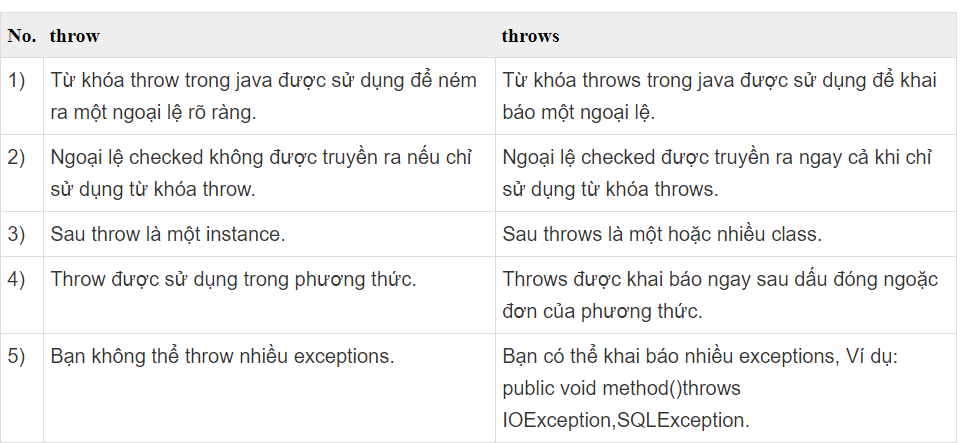 No. throw throws
1) Từ khóa throw trong java được sử dụng để ném
ra một ngoại lệ rõ ràng.
Từ khóa throws trong java được sử dụng để khai
báo một ngoại lệ.
2) Ngoại lệ checked không được truyền ra nếu chỉ
sử dụng từ khóa throw.
Ngoại lệ checked được truyền ra ngay cả khi chỉ
sử dụng từ khóa throws.
3) Sau throw là một instance.
Sau throws là một hoặc nhiều class.
4) Throw được sử dụng trong phương thức.
Throws được khai báo ngay sau dấu đóng ngoặc
đơn của phương thức.
5) Bạn không thể throw nhiều exceptions.
Bạn có thể khai báo nhiều exceptions, Ví dụ:
public void method()throws
IOException,SQLException.